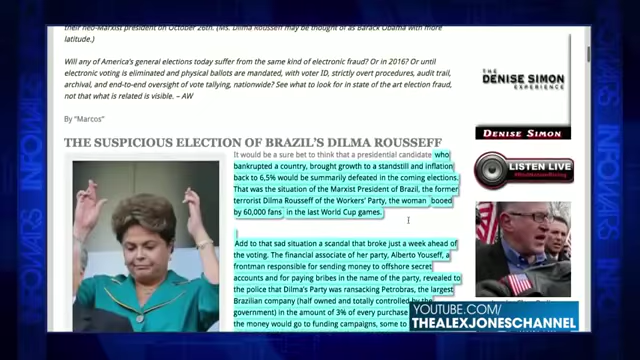 their neo-Marxist president on October 26th. (Ms. Dilma Rousseff may be thought of as Barack Obama with more
latitude.)
Will any of America's general elections today suffer from the same kind of electronic fraud? Or in 2016? Or until
electronic voting is eliminated and physical ballots are mandated, with voter ID, strictly overt procedures, audit trail,
archival, and end-to-end oversight of vote tallying, nationwide? See what to look for in state of the art election fraud,
not that what is related is visible. – AW
By "Marcos"
THE SUSPICIOUS ELECTION OF BRAZIL'S DILMA ROUSSEFF
It would be a sure bet to think that a presidential candidate who
bankrupted a country, brought growth to a standstill and inflation
back to 6,5% would be summarily defeated in the coming elections.
That was the situation of the Marxist President of Brazil, the former
terrorist Dilma Rousseff of the Workers' Party, the woman booed
by 60,000 fans in the last World Cup games.
Add to that sad situation a scandal that broke just a week ahead of
the voting. The financial associate of her party, Alberto Youseff, a
frontman responsible for sending money to offshore secret
accounts and for paying bribes in the name of the party, revealed to
the police that Dilma's Party was ransacking Petrobras, the largest
Brazilian company (half owned and totally controlled by the
government) in the amount of 3% of every purchase
the money would go to funding campaigns, some to
THE
DENISE SIMON
EXPERIENCE
DENISE SIMON
LISTEN LIVE
YOUTUBE.COM/
THEALEXJONESCHANNEL
INFOWARS